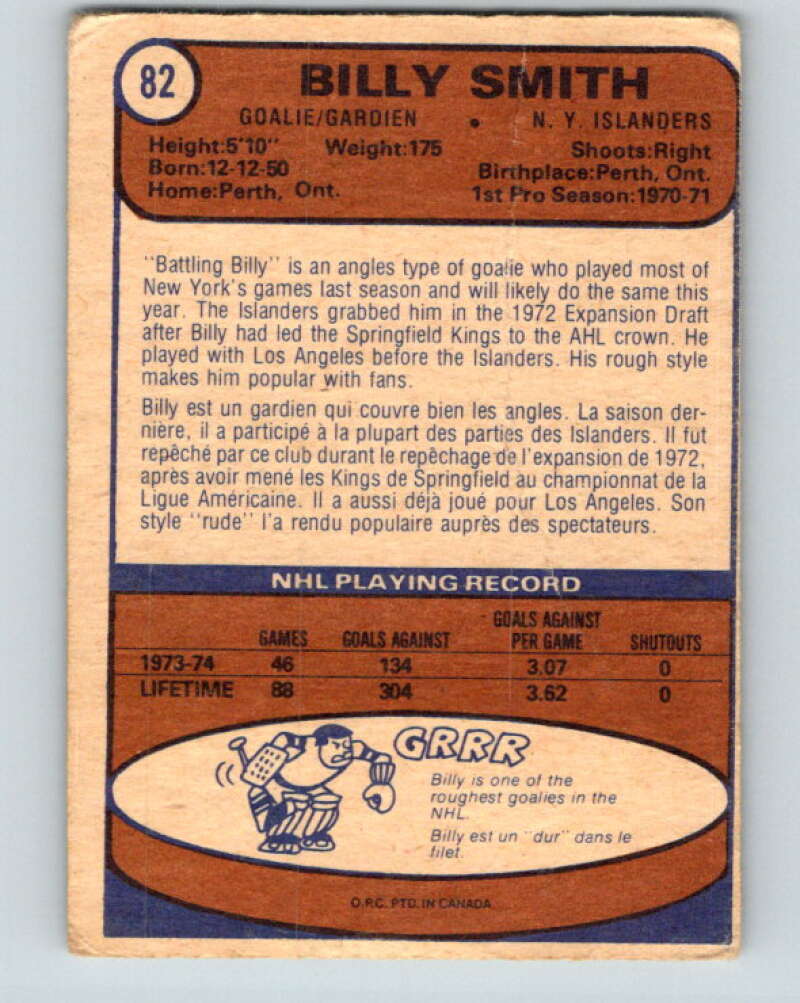 82
BILLY SMITH
GOALIE/GARDIEN • N. Y. ISLANDERS
Height:5'10" Weight:175 Shoots:Right
Born:12-12-50 Birthplace:Perth, Ont.
Home:Perth, Ont. 1st Pro Season:1970-71
"Battling Billy" is an angles type of goalie who played most of
New York's games last season and will likely do the same this
year. The Islanders grabbed him in the 1972 Expansion Draft
after Billy had led the Springfield Kings to the AHL crown. He
played with Los Angeles before the Islanders. His rough style
makes him popular with fans.
Billy est un gardien qui couvre bien les angles. La saison der-
nière, il a participé à la plupart des parties des Islanders. Il fut
repêché par ce club durant le repêchage de l'expansion de 1972,
après avoir mené les Kings de Springfield au championnat de la
Ligue Américaine. Il a aussi déjà joué pour Los Angeles. Son
style "rude" l'a rendu populaire auprès des spectateurs.
NHL PLAYING RECORD
GAMES GOALS AGAINST GOALS AGAINST PER GAME SHUTOUTS
1973-74 46 134 3.07 0
LIFETIME 88 304 3.62 0
GRRR
Billy is one of the
roughest goalies in the
NHL.
Billy est un "dur" dans le
filet.
O.P.C. PTD. IN CANADA